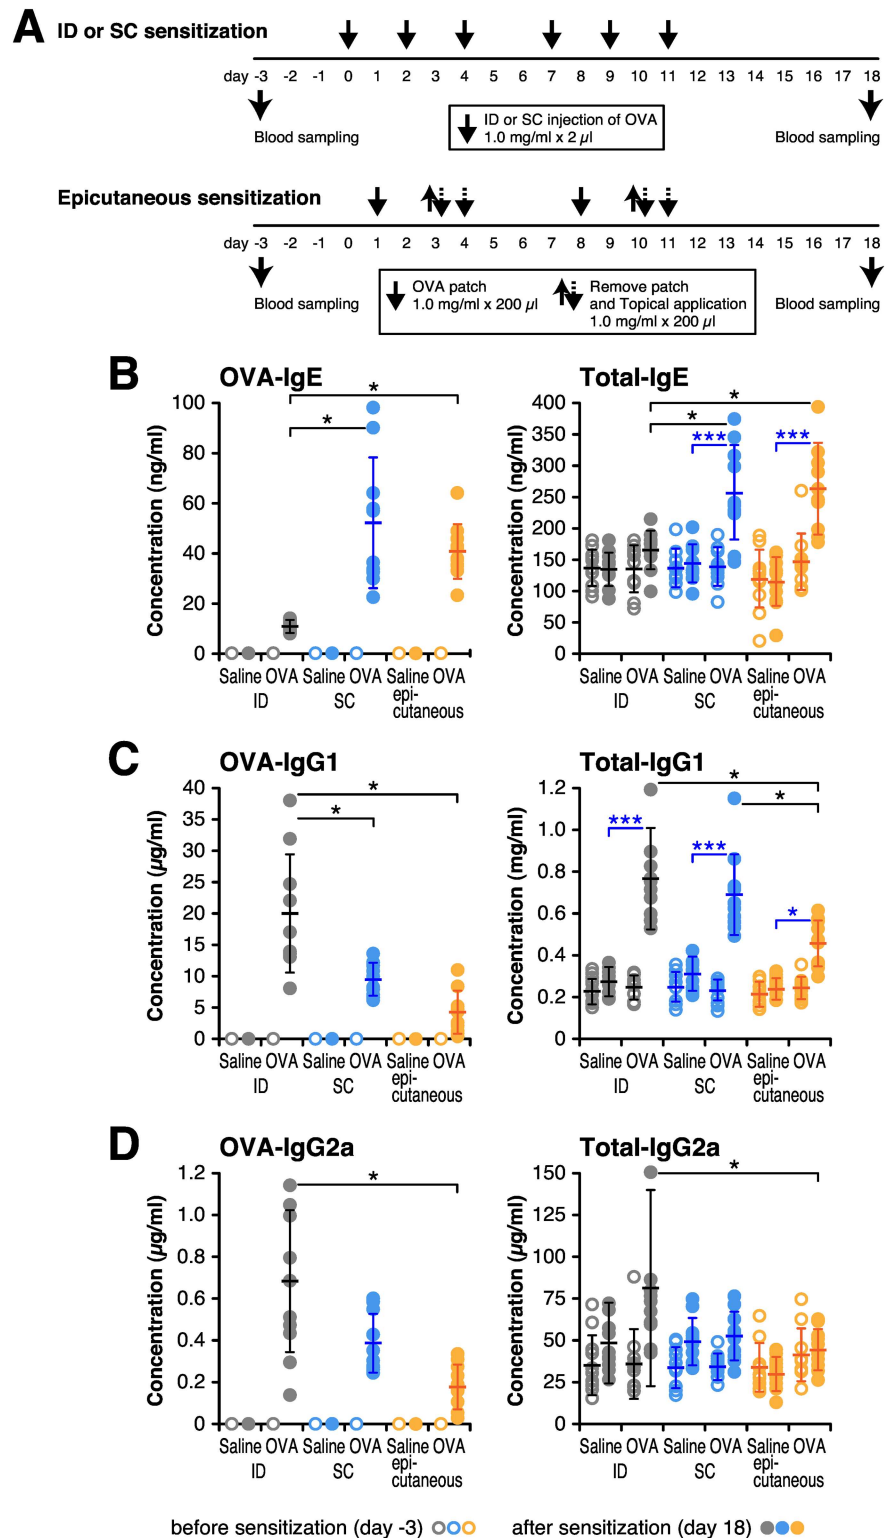 A
ID or SC sensitization
day -3 -2 -1 0 1 2 3 4 5 6 7 8 9 10 11 12 13 14 15 16 17 18
Blood sampling
ID or SC injection of OVA
1.0 mg/ml x 2 µl
Blood sampling
Epicutaneous sensitization
day -3 -2 -1 0 1 2 3 4 5 6 7 8 9 10 11 12 13 14 15 16 17 18
Blood sampling
OVA patch
1.0 mg/ml x 200 µl
Remove patch
and Topical application
1.0 mg/ml x 200 µl
Blood sampling
B
OVA-IgE
Concentration (ng/ml)
100
80
60
40
20
0
* *
Saline OVA Saline OVA Saline OVA
ID SC epi-
cutaneous
Total-IgE
Concentration (ng/ml)
400
350
300
250
200
150
100
50
0
* * *** ***
Saline OVA Saline OVA Saline OVA
ID SC epi-
cutaneous
C
OVA-IgG1
Concentration (µg/ml)
40
35
30
25
20
15
10
5
0
* *
Saline OVA Saline OVA Saline OVA
ID SC epi-
cutaneous
Total-IgG1
Concentration (mg/ml)
1.2
1.0
0.8
0.6
0.4
0.2
0
* * *** *** *
Saline OVA Saline OVA Saline OVA
ID SC epi-
cutaneous
D
OVA-IgG2a
Concentration (µg/ml)
1.2
1.0
0.8
0.6
0.4
0.2
0
*
Saline OVA Saline OVA Saline OVA
ID SC epi-
cutaneous
Total-IgG2a
Concentration (µg/ml)
150
125
100
75
50
25
0
*
Saline OVA Saline OVA Saline OVA
ID SC epi-
cutaneous
before sensitization (day -3)
after sensitization (day 18)